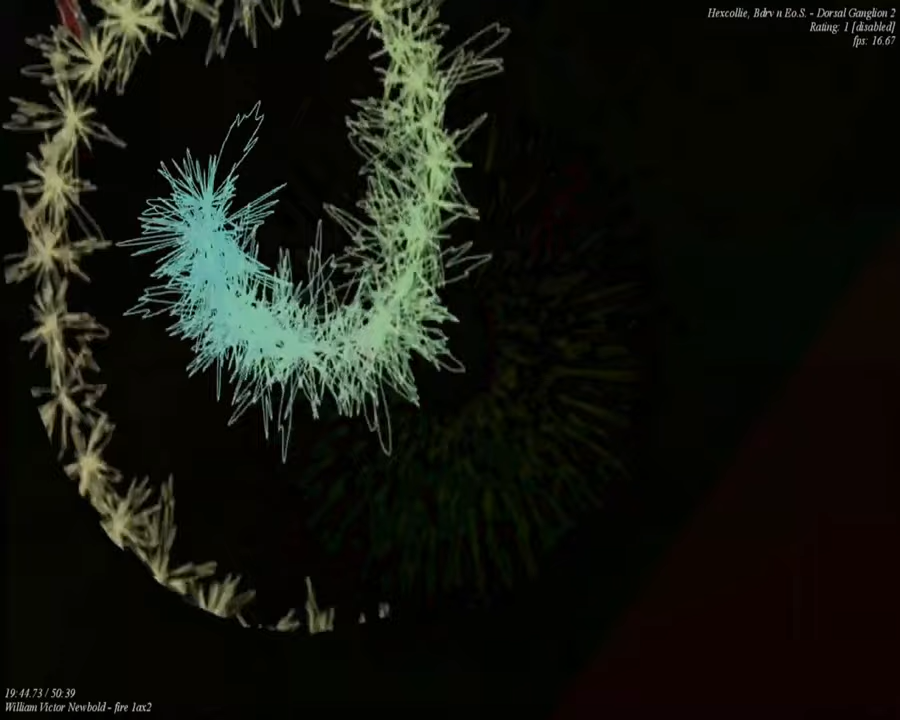 Hexcollie, Bdrv n Eo.S. - Dorsal Ganglion 2
Rating: 1 [disabled]
fps: 16.67
19:44.73 / 50:39
William Victor Newbold - fire 1ax2